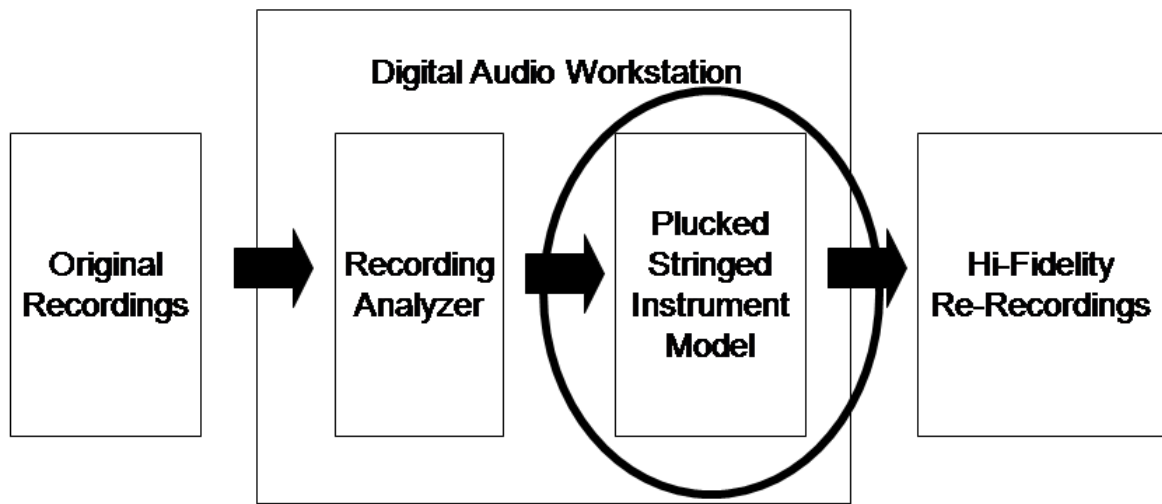 Digital Audio Workstation
Original
Recordings
Recording
Analyzer
Plucked
Stringed
Instrument
Model
Hi-Fidelity
Re-Recordings